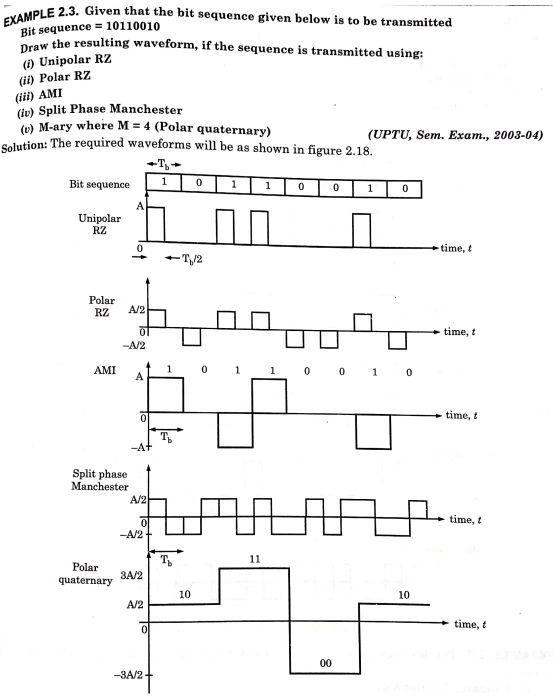 EXAMPLE 2.3. Given that the bit sequence given below is to be transmitted
Bit sequence = 10110010
Draw the resulting waveform, if the sequence is transmitted using:
(i) Unipolar RZ
(ii) Polar RZ
(iii) AMI
(iv) Split Phase Manchester
(v) M-ary where M = 4 (Polar quaternary)
(UPTU, Sem. Exam., 2003-04)
Solution: The required waveforms will be as shown in figure 2.18.
Tb
Bit sequence 1 0 1 1 0 0 1 0
A
Unipolar
RZ
0 time, t
Tb/2
Polar
RZ A/2
0 time, t
–A/2
AMI 1 0 1 1 0 0 1 0
A
0 time, t
Tb
–A
Split phase
Manchester
A/2
0 time, t
–A/2
Tb
Polar 11
quaternary 3A/2
10 10
A/2
0 time, t
00
–3A/2